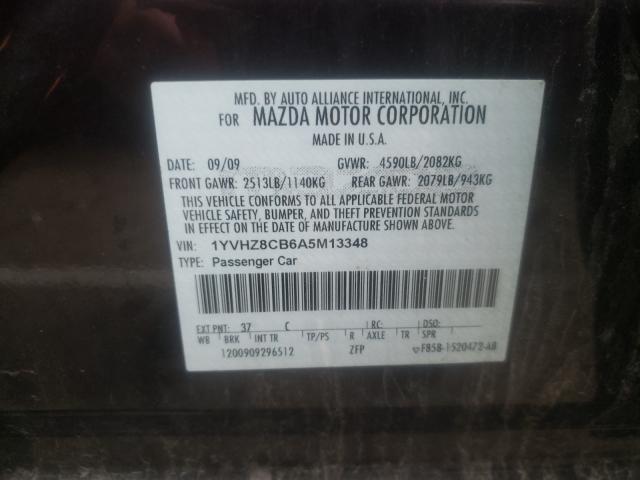 MFD. BY AUTO ALLIANCE INTERNATIONAL, INC.
FOR MAZDA MOTOR CORPORATION
MADE IN U.S.A.
DATE: 09/09 GVWR: 4590LB/2082KG
FRONT GAWR: 2513LB/1140KG REAR GAWR: 2079LB/943KG
THIS VEHICLE CONFORMS TO ALL APPLICABLE FEDERAL MOTOR
VEHICLE SAFETY, BUMPER, AND THEFT PREVENTION STANDARDS
IN EFFECT ON THE DATE OF MANUFACTURE SHOWN ABOVE.
VIN: 1YVHZ8CB6A5M13348
TYPE: Passenger Car
EXT PNT: 37 C RC: DSO:
WB BRK INT TR TP/PS R AXLE TR SPR
1200909296512 ZFP F85B-1520472-AB